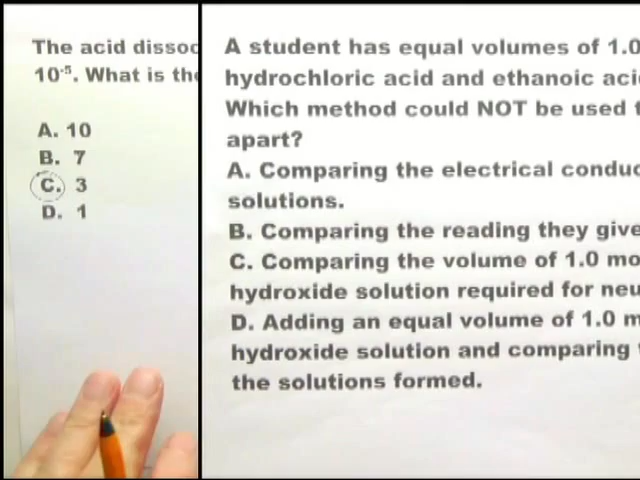 The acid dissoc
10⁻⁵. What is the
A. 10
B. 7
C. 3
D. 1
A student has equal volumes of 1.0
hydrochloric acid and ethanoic aci
Which method could NOT be used t
apart?
A. Comparing the electrical conduc
solutions.
B. Comparing the reading they give
C. Comparing the volume of 1.0 mo
hydroxide solution required for neu
D. Adding an equal volume of 1.0 m
hydroxide solution and comparing
the solutions formed.